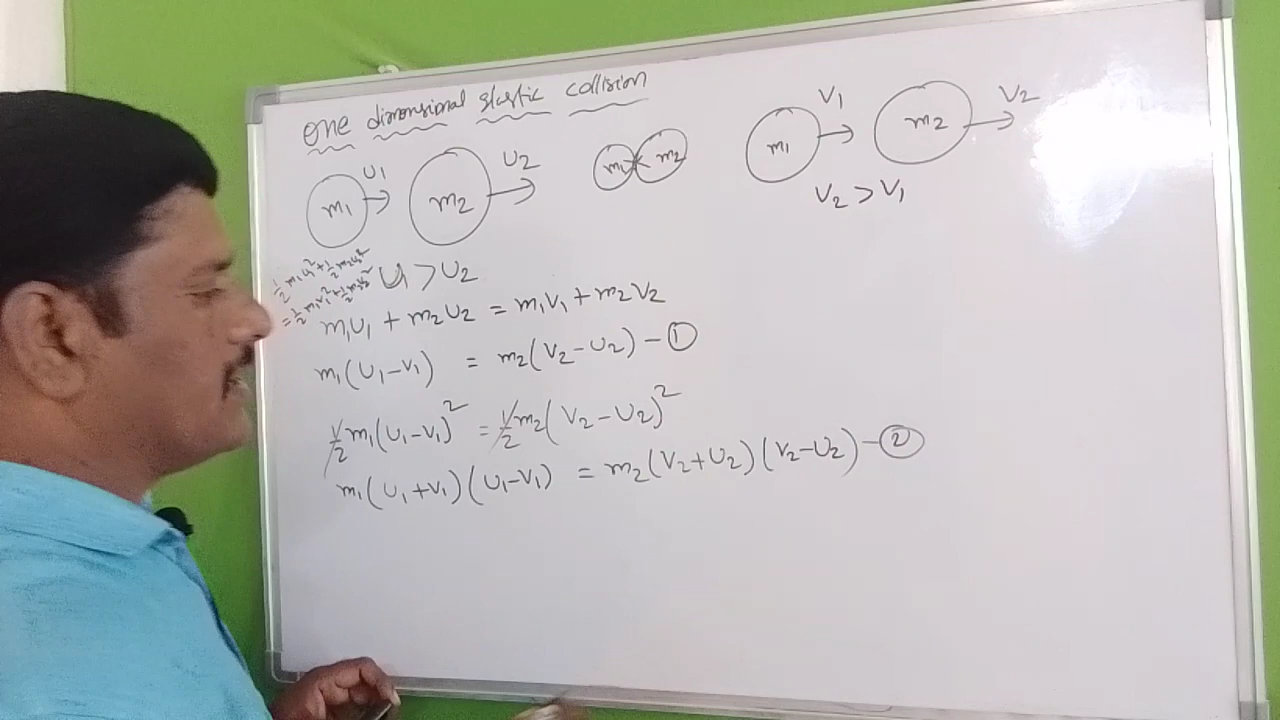 one dimensional elastic collision
m₁ U₁ m₂ U₂
m₁ m₂
m₁ V₁ m₂ V₂
V₂ > V₁
½m₁u₁² + ½m₂u₂²
= ½m₁v₁² + ½m₂v₂²
U₁ > U₂
m₁U₁ + m₂U₂ = m₁V₁ + m₂V₂
m₁(U₁-V₁) = m₂(V₂-U₂) - ①
½m₁(U₁-V₁)² = ½m₂(V₂-U₂)²
m₁(U₁+V₁)(U₁-V₁) = m₂(V₂+U₂)(V₂-U₂) - ②